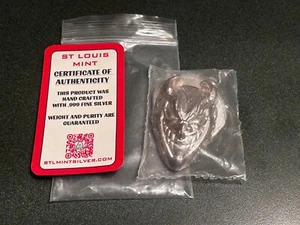 ST LOUIS
MINT
CERTIFICATE OF
AUTHENTICITY
THIS PRODUCT WAS
HAND CRAFTED
WITH .999 FINE SILVER
WEIGHT AND PURITY ARE
GUARANTEED
STLMINTSILVER.COM